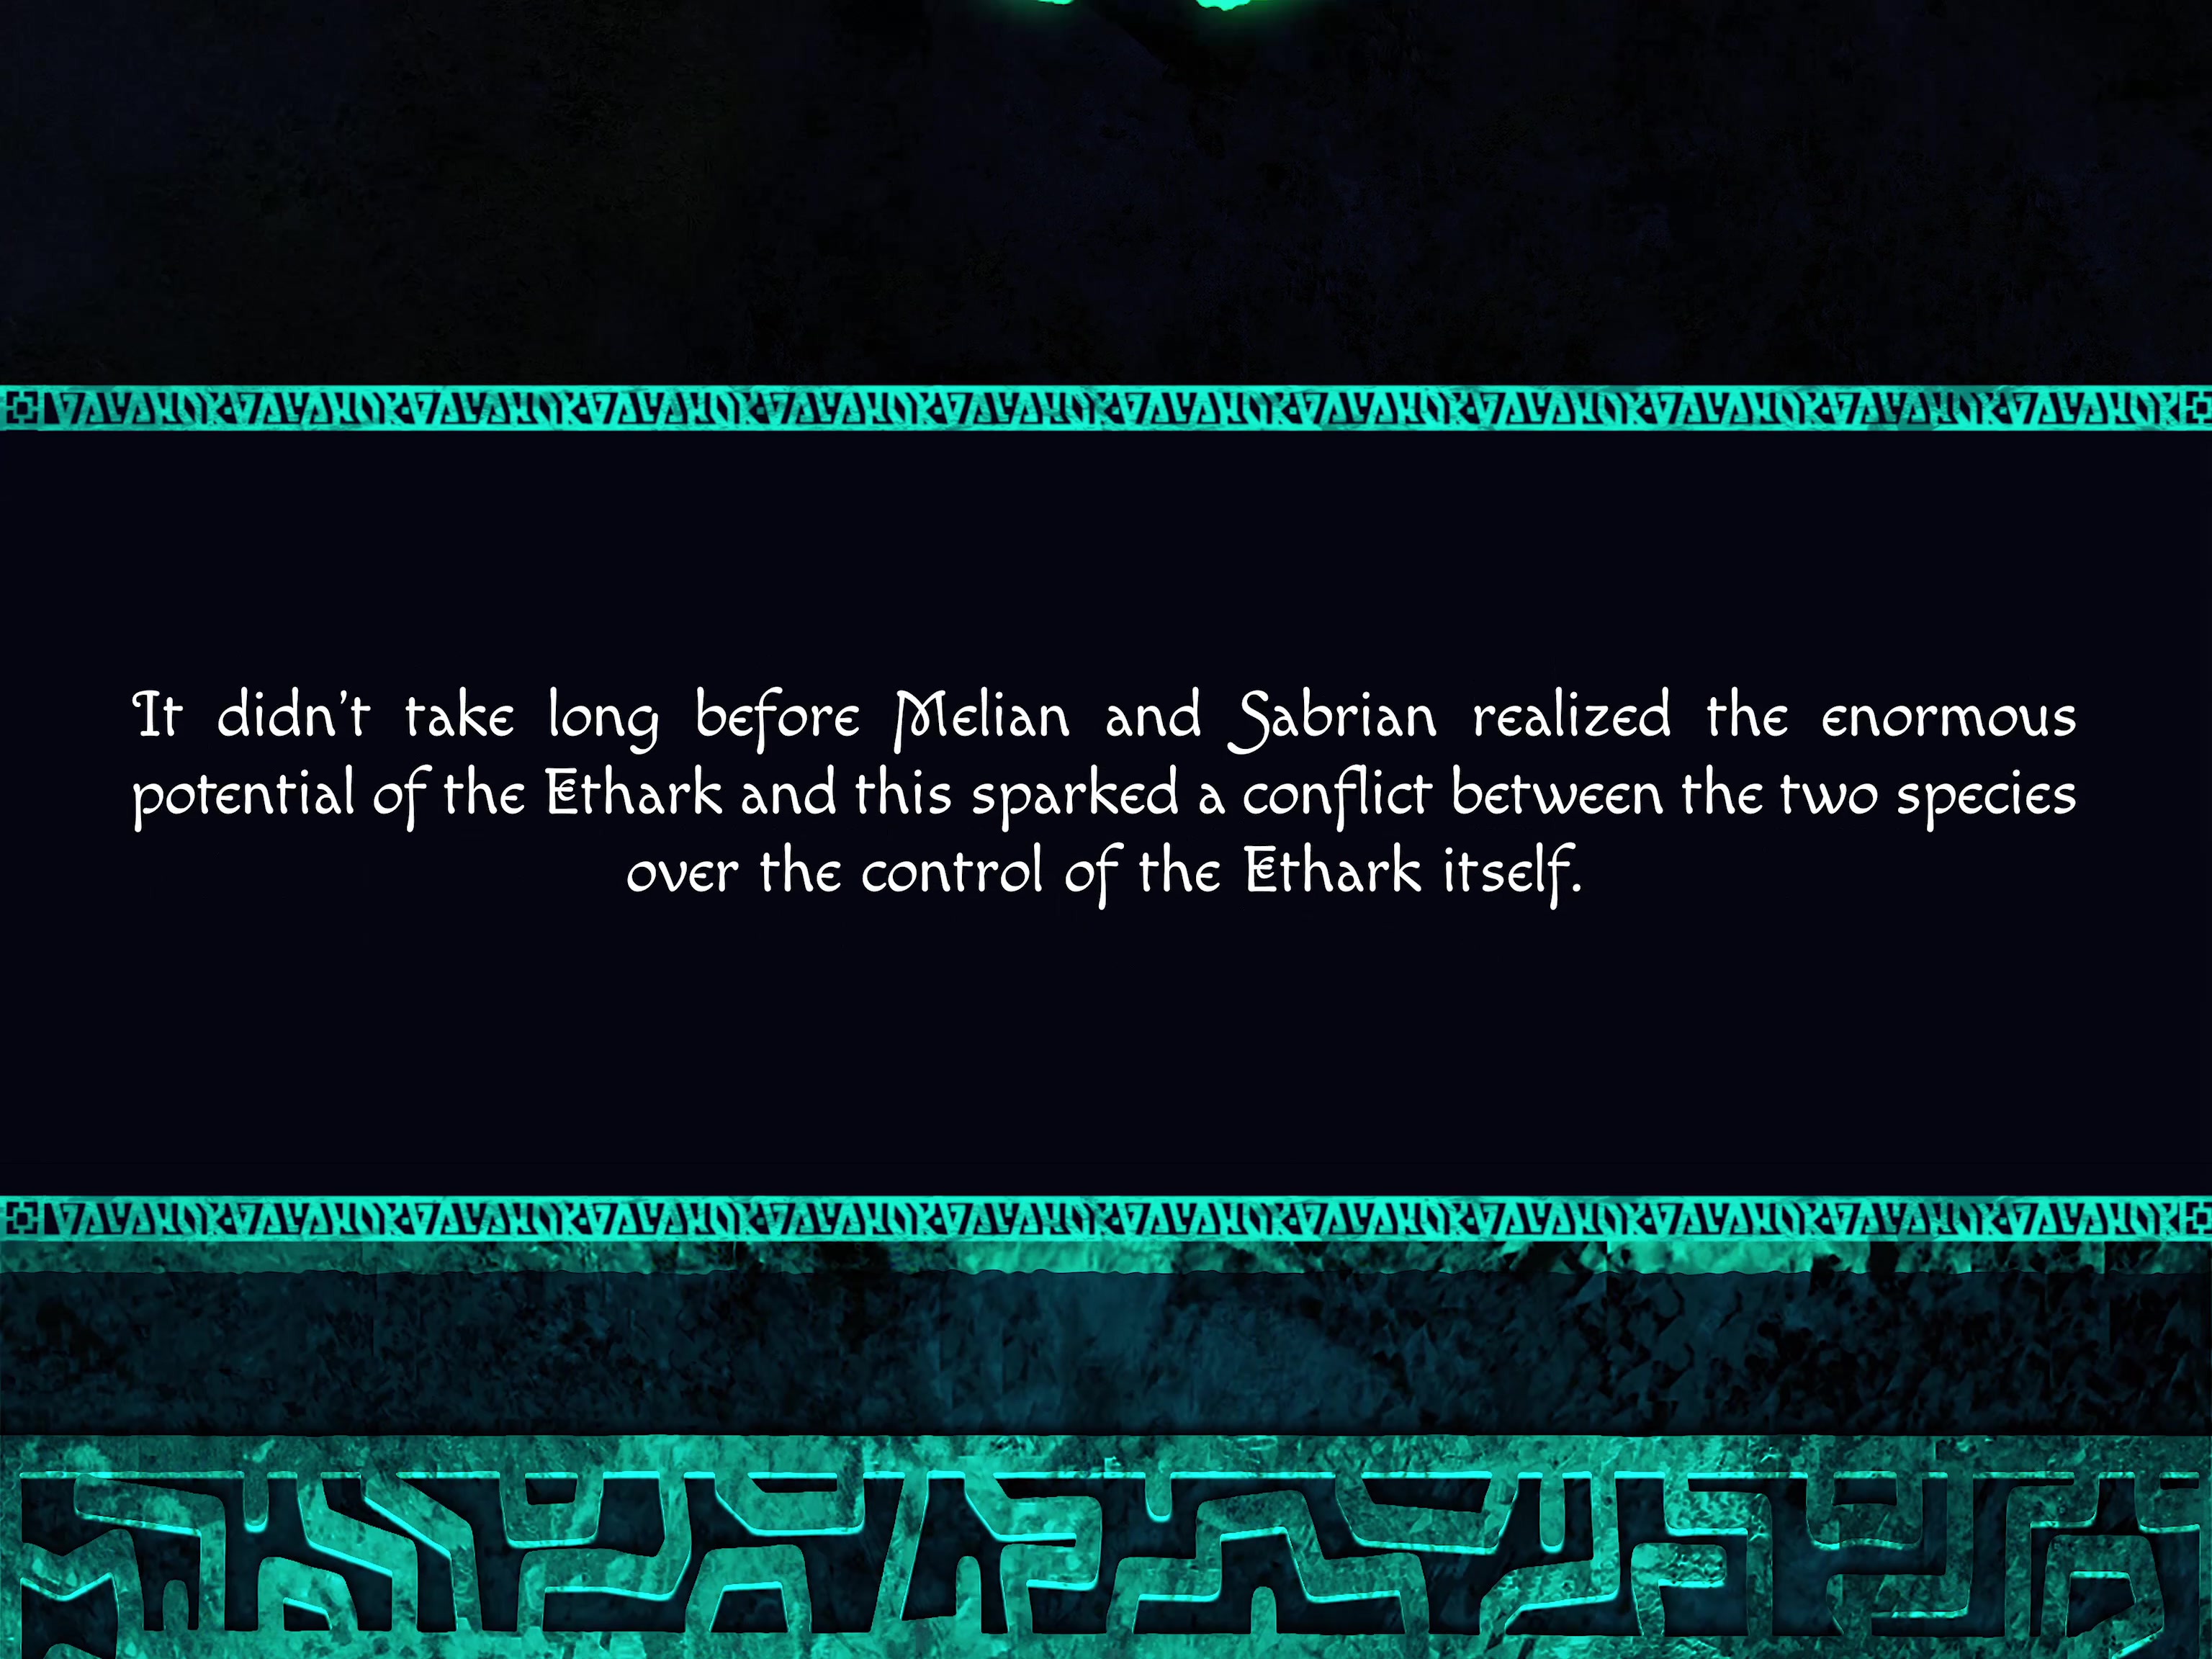 It didn't take long before Melian and Sabrian realized the enormous
potential of the Ethark and this sparked a conflict between the two species
over the control of the Ethark itself.